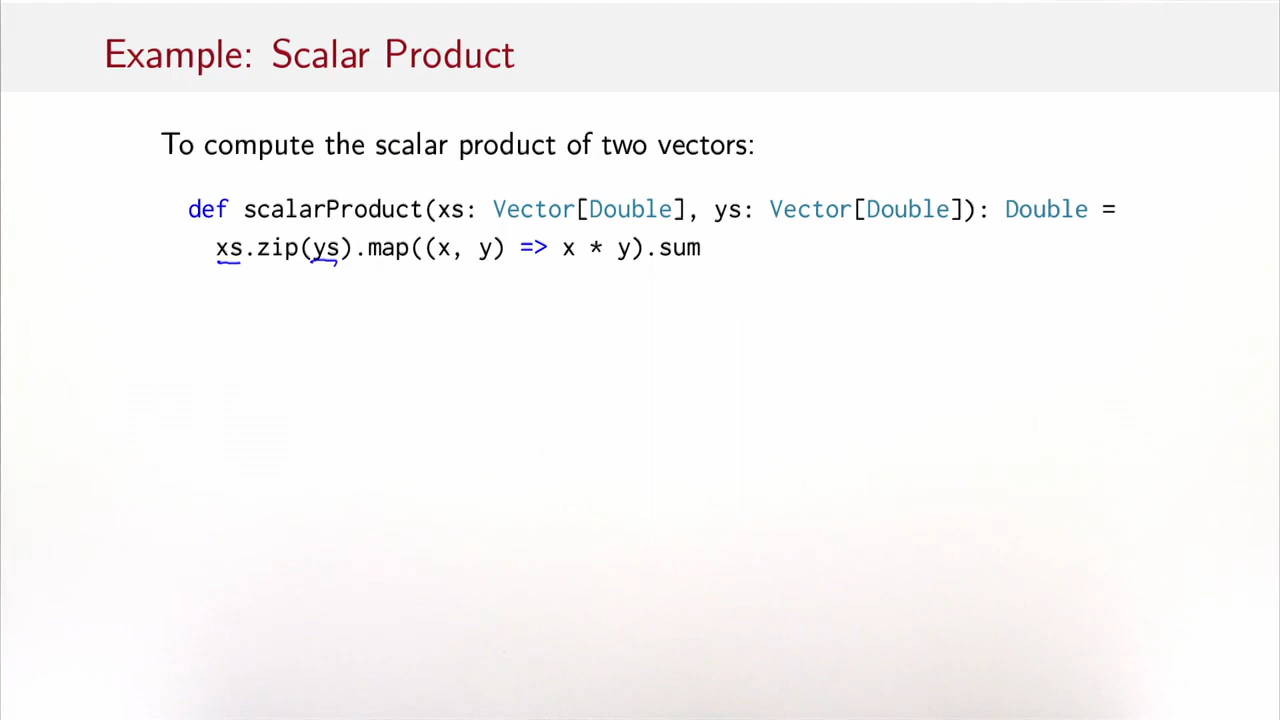 Example: Scalar Product
To compute the scalar product of two vectors:
def scalarProduct(xs: Vector[Double], ys: Vector[Double]): Double =
xs.zip(ys).map((x, y) => x * y).sum